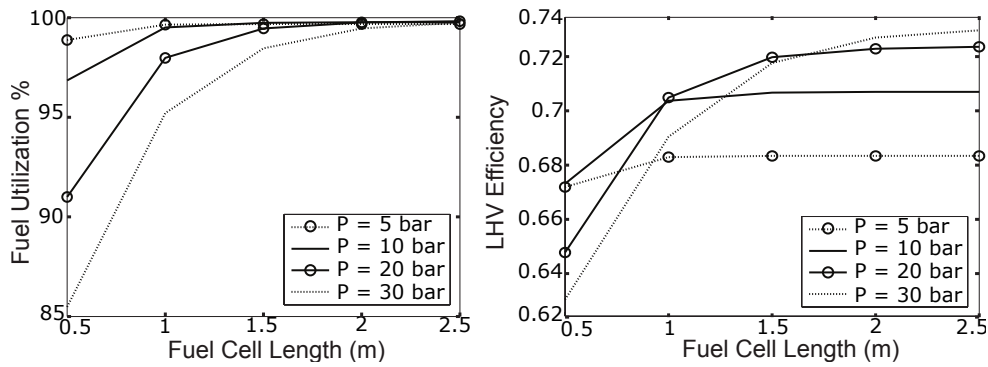 100
95
90
85
0.5 1 1.5 2 2.5
Fuel Utilization %
Fuel Cell Length (m)
P = 5 bar
P = 10 bar
P = 20 bar
P = 30 bar
0.74
0.72
0.7
0.68
0.66
0.64
0.62
0.5 1 1.5 2 2.5
LHV Efficiency
Fuel Cell Length (m)
P = 5 bar
P = 10 bar
P = 20 bar
P = 30 bar